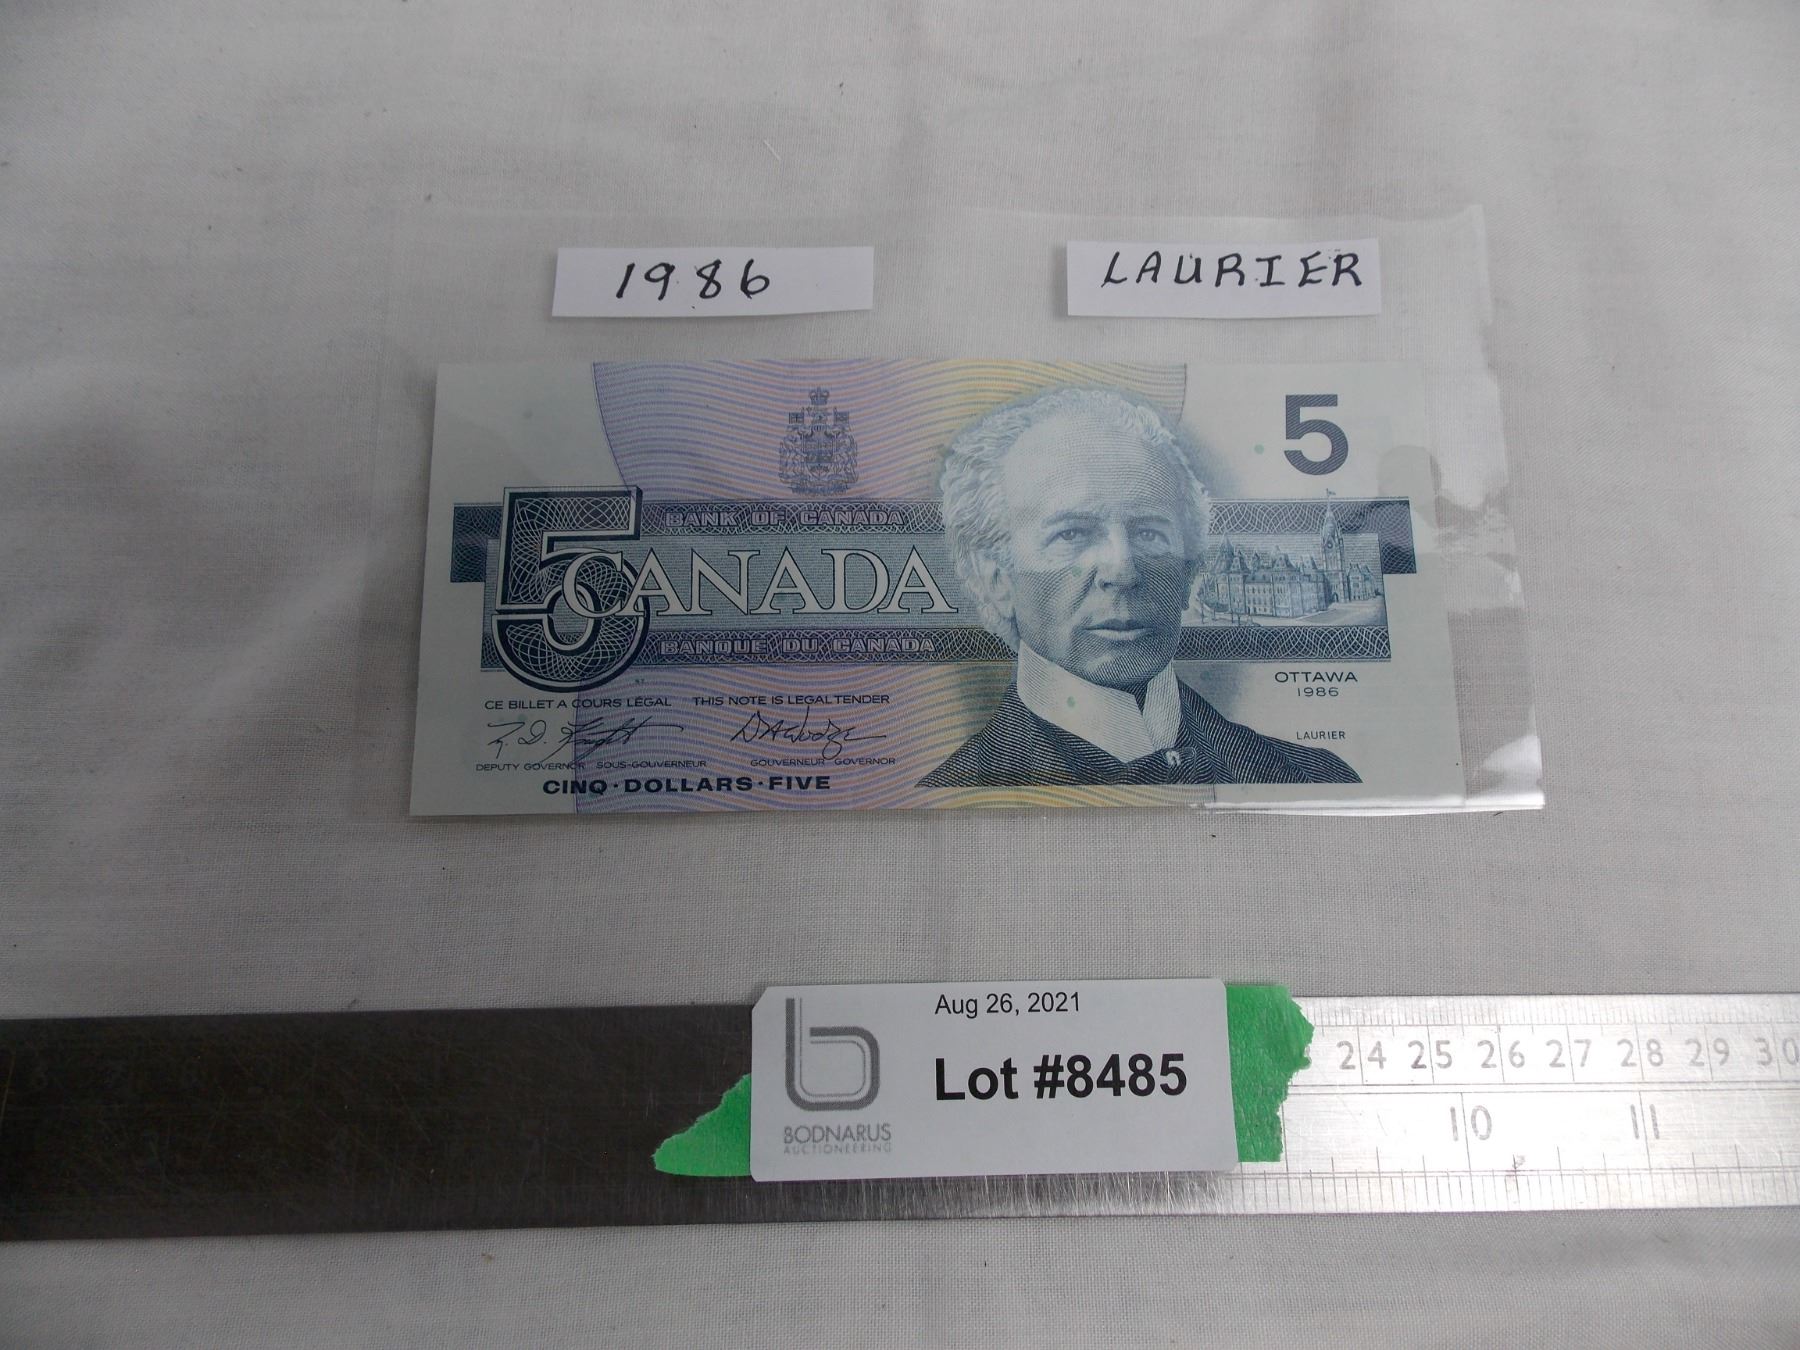 1986
LAURIER
5
BANK OF CANADA
5
CANADA
BANQUE DU CANADA
OTTAWA
1986
CE BILLET A COURS LÉGAL THIS NOTE IS LEGAL TENDER
DEPUTY GOVERNOR SOUS-GOUVERNEUR GOUVERNEUR GOVERNOR
LAURIER
CINQ·DOLLARS·FIVE
Aug 26, 2021
Lot #8485
BODNARUS
AUCTIONEERING
24 25 26 27 28 29 30
10 11